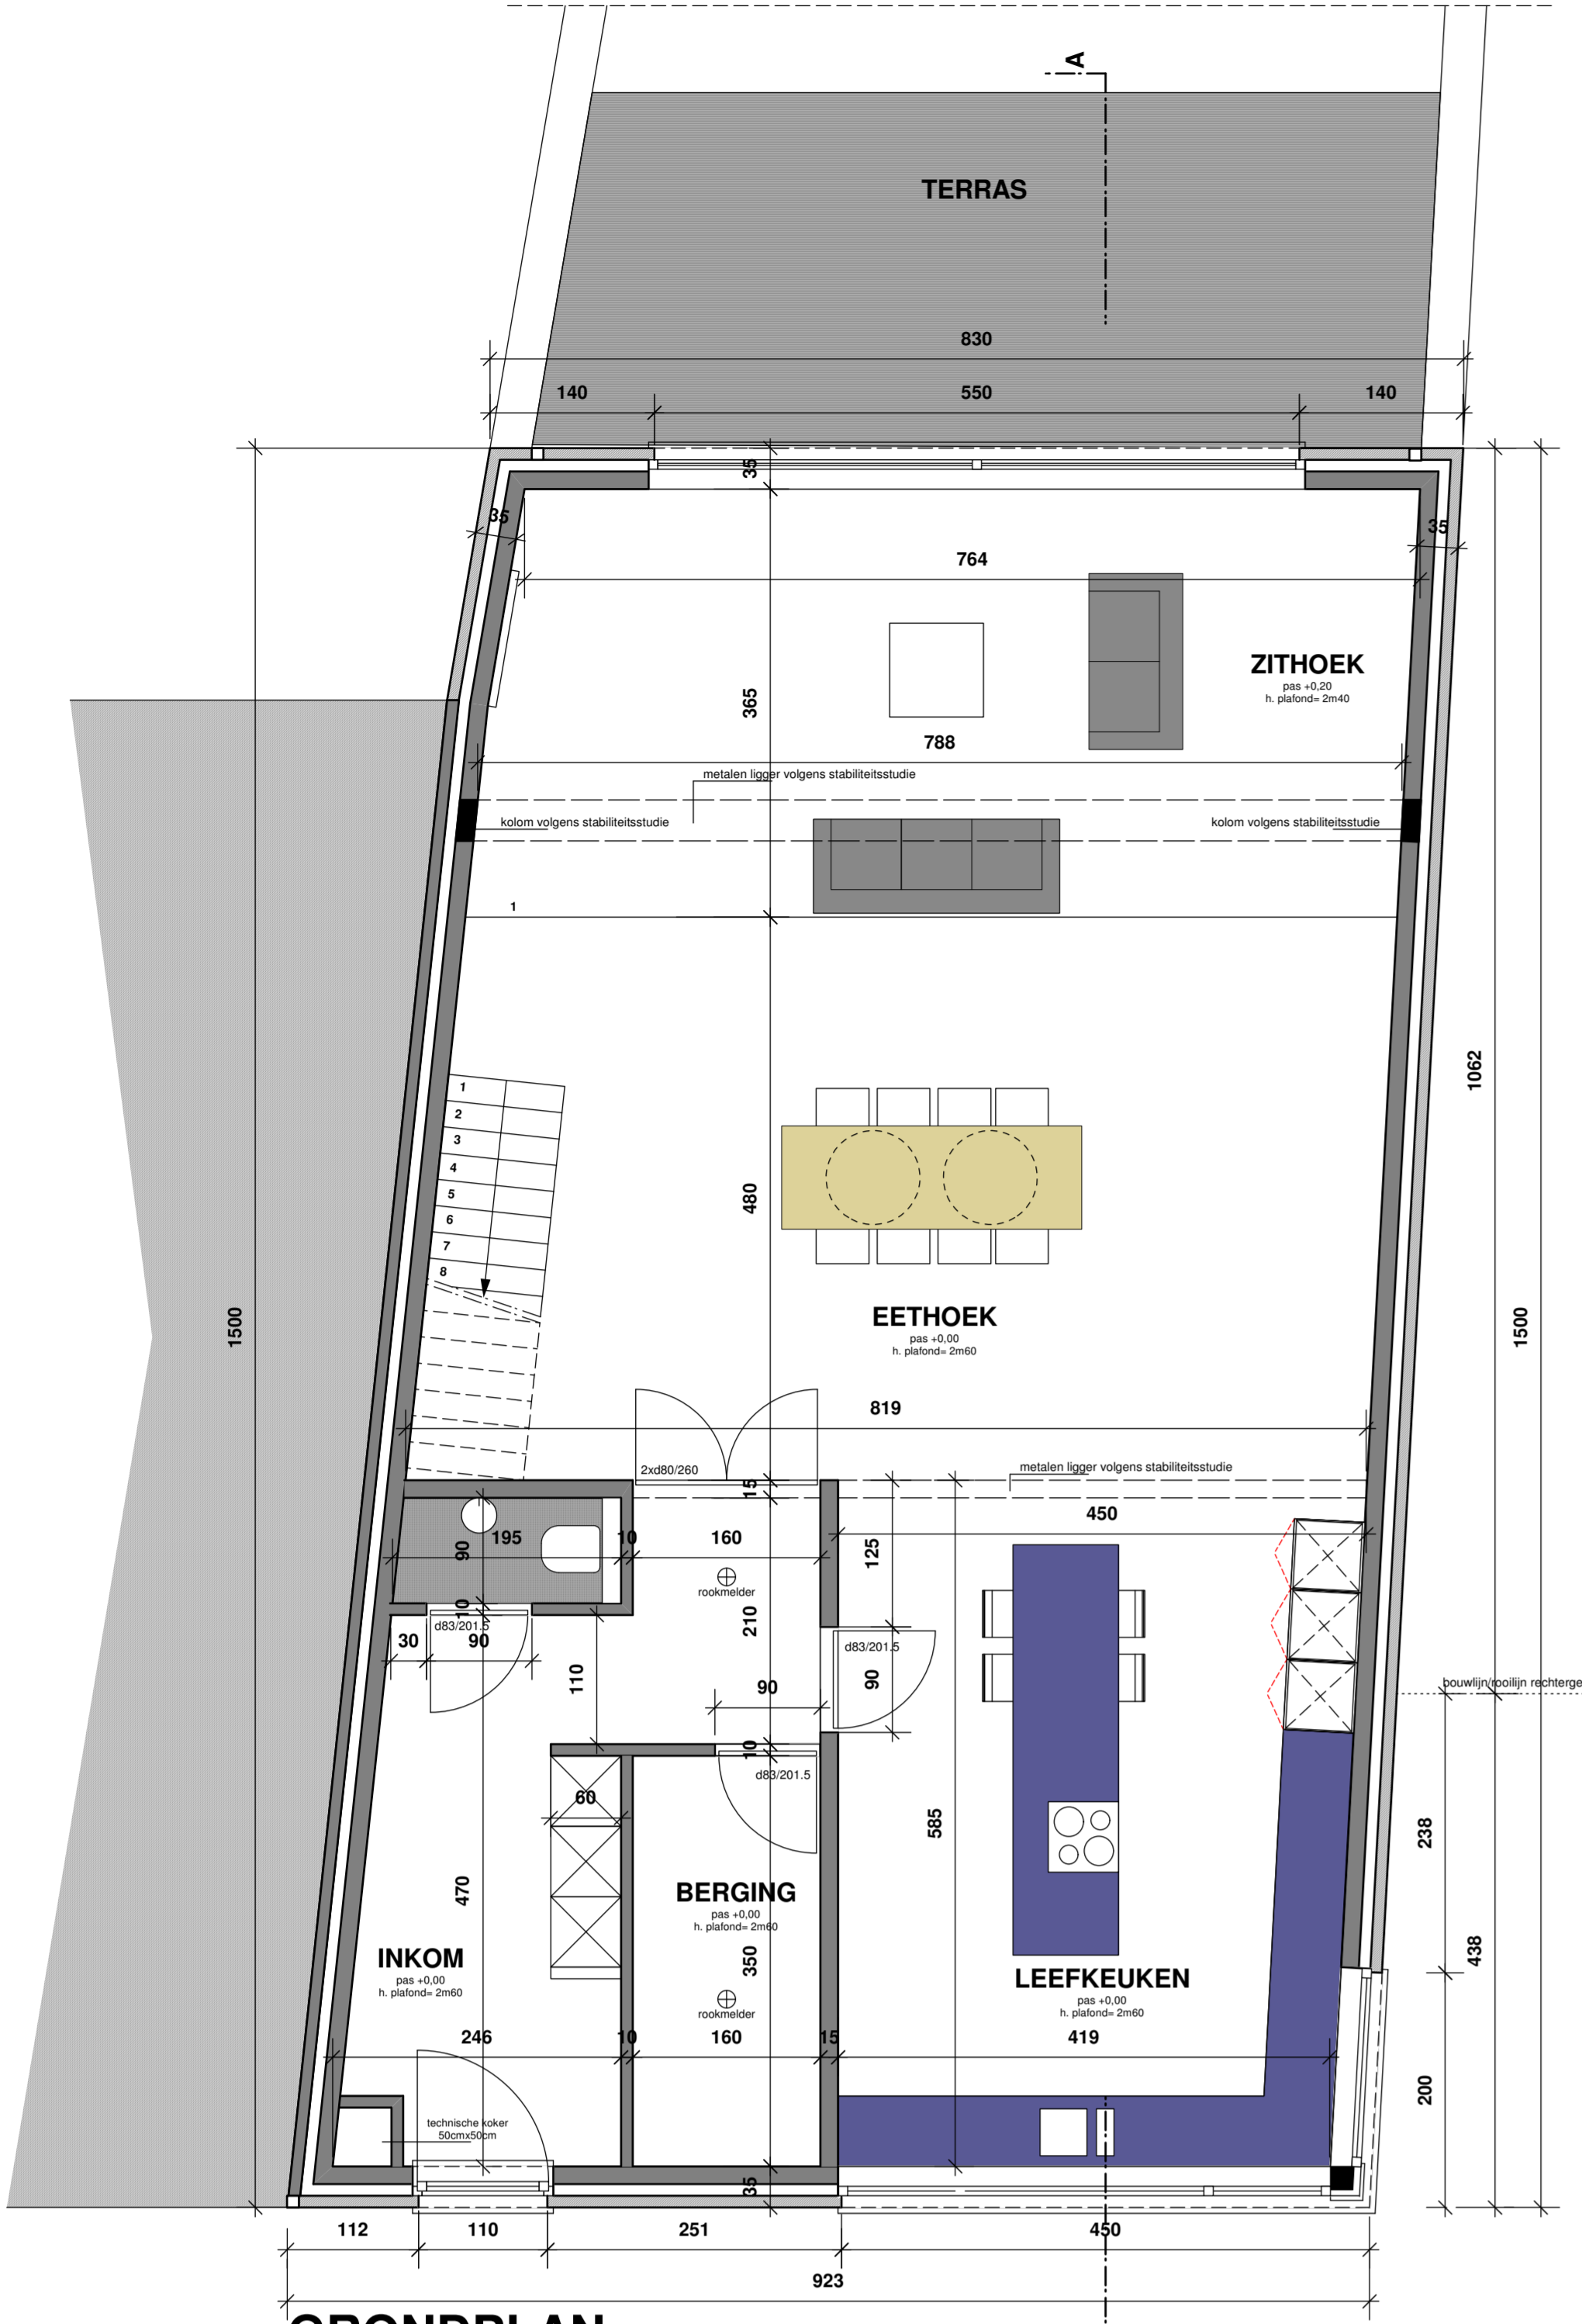 A
TERRAS
830
140
550
140
35
35
35
764
ZITHOEK
pas +0,20
h. plafond= 2m40
365
788
metalen ligger volgens stabiliteitsstudie
kolom volgens stabiliteitsstudie
kolom volgens stabiliteitsstudie
1
1062
1
2
3
4
5
6
7
8
480
EETHOEK
pas +0,00
h. plafond= 2m60
1500
1500
819
2xd80/260
metalen ligger volgens stabiliteitsstudie
15
450
195
10
160
90
125
rookmelder
10
210
d83/201.5
30
90
d83/201.5
110
90
90
bouwlijn/rooilijn rechterge
10
d83/201.5
60
585
238
470
BERGING
pas +0,00
h. plafond= 2m60
350
438
INKOM
pas +0,00
h. plafond= 2m60
LEEFKEUKEN
pas +0,00
h. plafond= 2m60
rookmelder
246
10
160
15
419
200
technische koker
50cmx50cm
35
112
110
251
450
923
GRONDPLAN